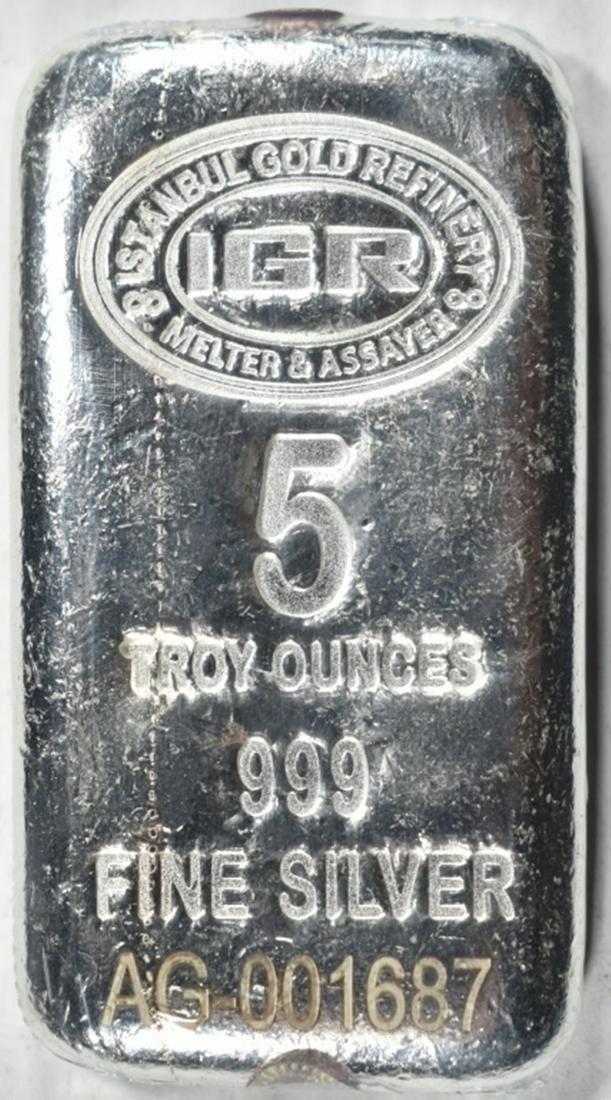 ISTANBUL GOLD REFINERY
IGR
MELTER & ASSAYER
5
TROY OUNCES
999
FINE SILVER
AG-001687